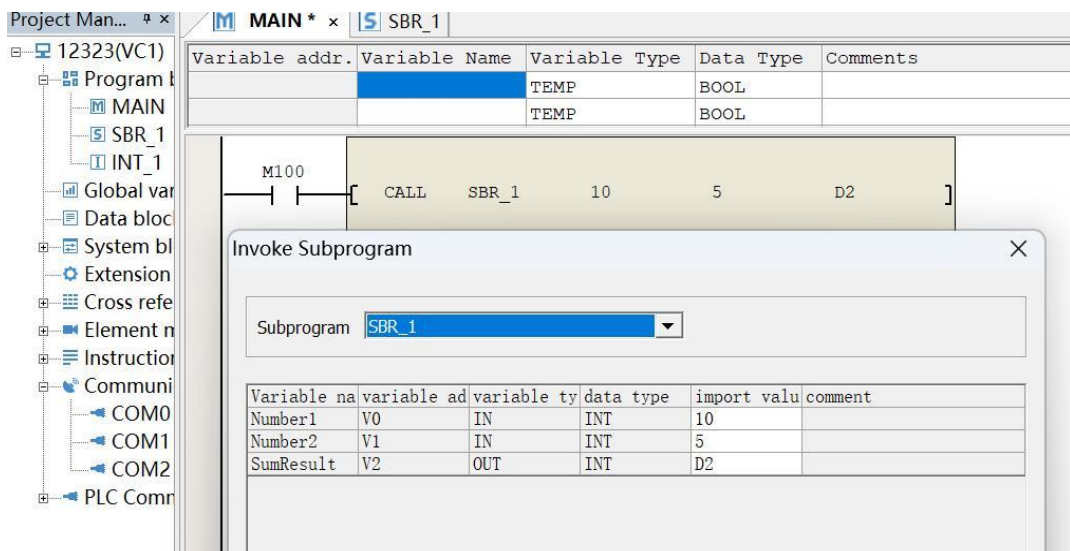 Project Man...
MAIN * SBR_1
12323(VC1)
Program b
MAIN
SBR_1
INT_1
Global var
Data bloc
System bl
Extension
Cross refe
Element m
Instruction
Communi
COM0
COM1
COM2
PLC Comm
Variable addr. Variable Name Variable Type Data Type Comments
TEMP BOOL
TEMP BOOL
M100
CALL SBR_1 10 5 D2
Invoke Subprogram
Subprogram SBR_1
Variable na variable ad variable ty data type import valu comment
Number1 V0 IN INT 10
Number2 V1 IN INT 5
SumResult V2 OUT INT D2